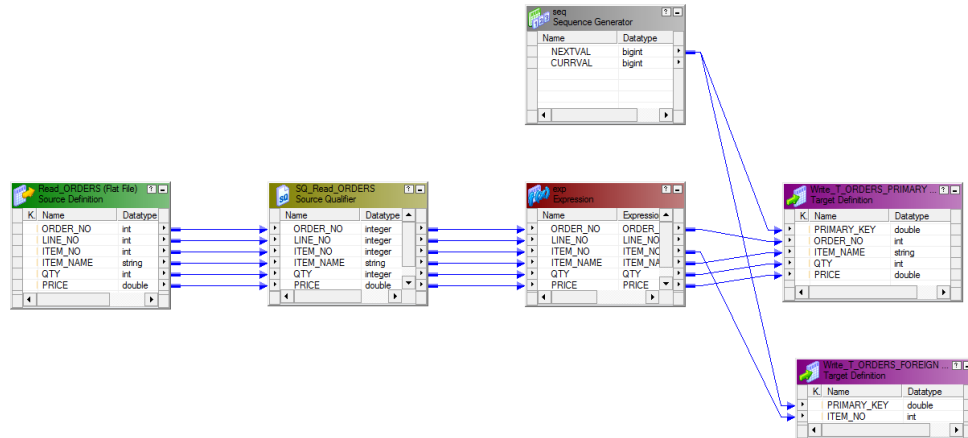 seq
Sequence Generator
Name Datatype
NEXTVAL bigint
CURRVAL bigint
Read_ORDERS (Flat File)
Source Definition
K. Name Datatype
ORDER_NO int
LINE_NO int
ITEM_NO int
ITEM_NAME string
QTY int
PRICE double
SQ_Read_ORDERS
Source Qualifier
Name Datatype
ORDER_NO integer
LINE_NO integer
ITEM_NO integer
ITEM_NAME string
QTY integer
PRICE double
exp
Expression
Name Expressio
ORDER_NO ORDER_
LINE_NO LINE_NO
ITEM_NO ITEM_NO
ITEM_NAME ITEM_NA
QTY QTY
PRICE PRICE
Write_T_ORDERS_PRIMARY ...
Target Definition
K Name Datatype
PRIMARY_KEY double
ORDER_NO int
ITEM_NAME string
QTY int
PRICE double
Write_T_ORDERS_FOREIGN ...
Target Definition
K. Name Datatype
PRIMARY_KEY double
ITEM_NO int